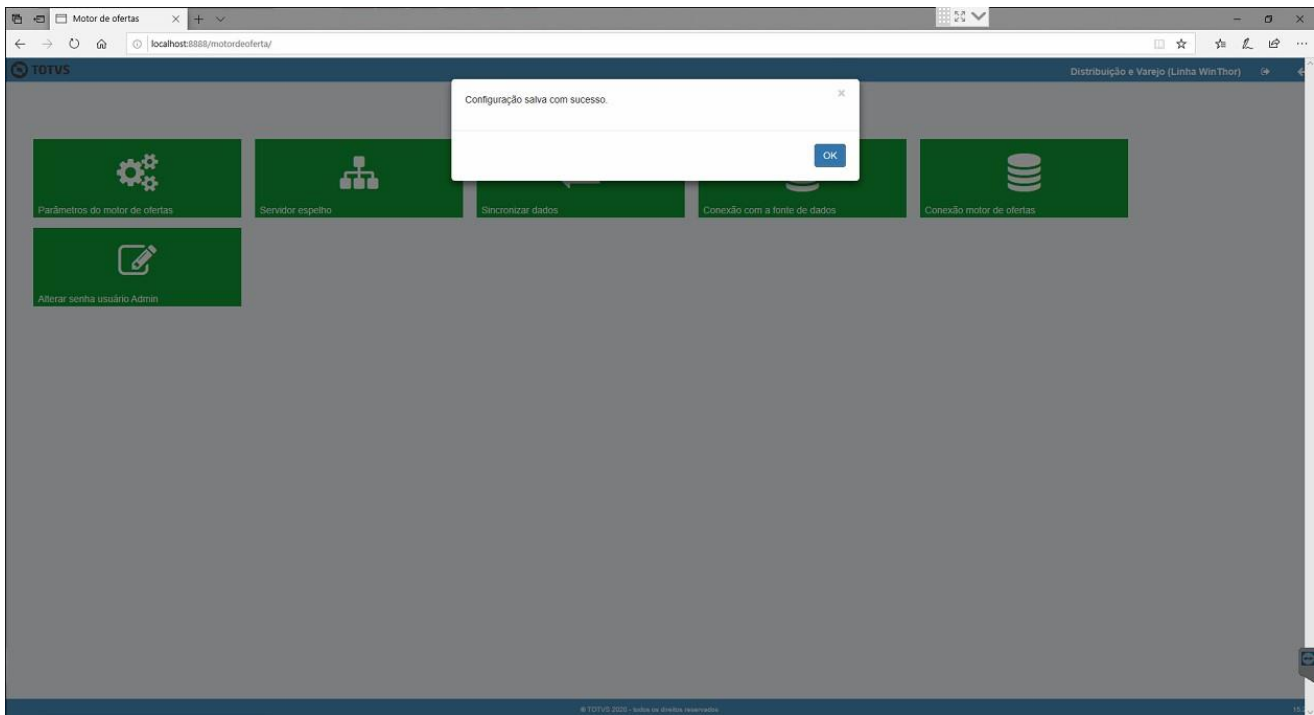 Motor de ofertas
localhost:8888/motordeoferta/
TOTVS
Distribuição e Varejo (Linha WinThor)
Configuração salva com sucesso.
OK
Parâmetros do motor de ofertas
Servidor espelho
Sincronizar dados
Conexão com a fonte de dados
Conexão motor de ofertas
Alterar senha usuário Admin
© TOTVS 2020 - todos os direitos reservados